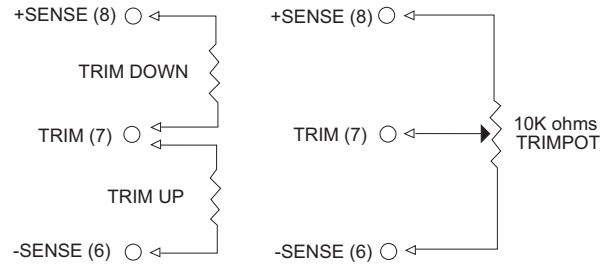 +SENSE (8)
TRIM DOWN
TRIM (7)
TRIM UP
-SENSE (6)
+SENSE (8)
TRIM (7)
10K ohms
TRIMPOT
-SENSE (6)